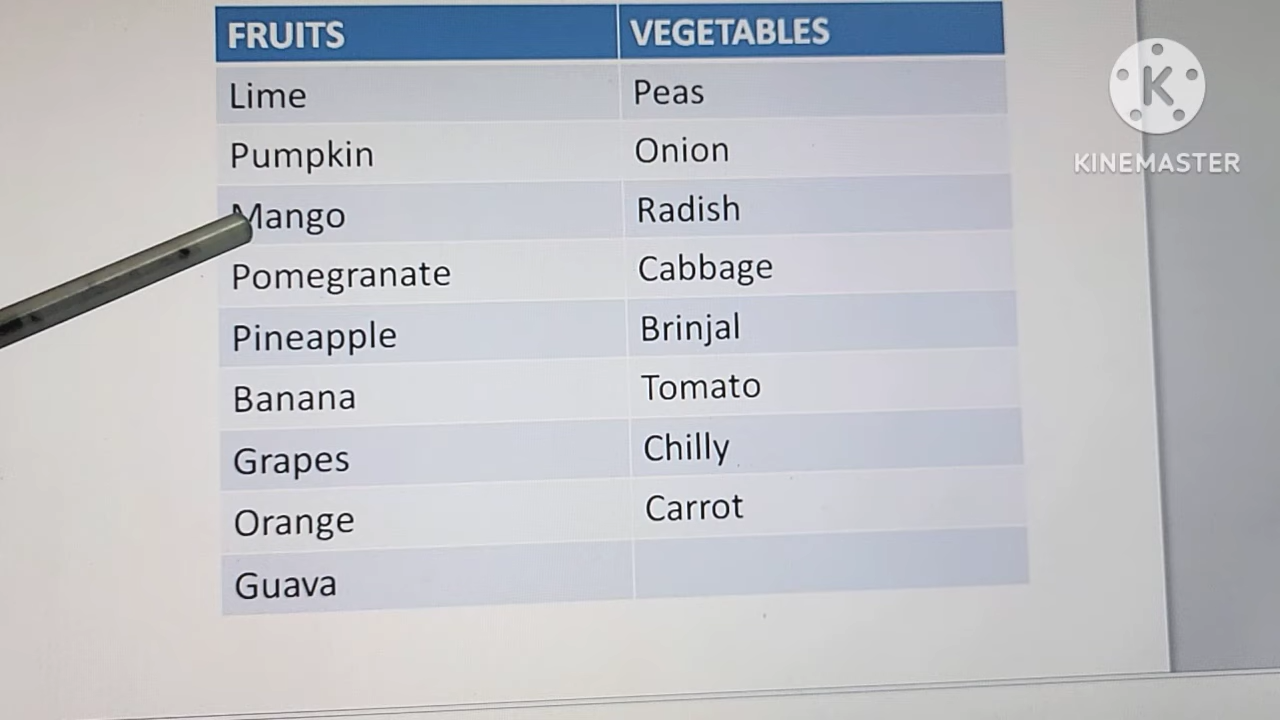 FRUITS VEGETABLES
Lime Peas
Pumpkin Onion
Mango Radish
Pomegranate Cabbage
Pineapple Brinjal
Banana Tomato
Grapes Chilly
Orange Carrot
Guava
K
KINEMASTER